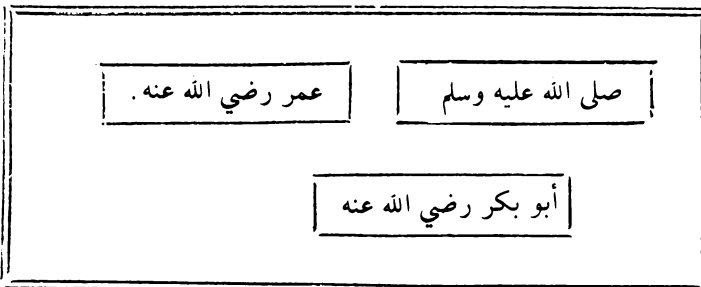 صلى الله عليه وسلم
عمر رضي الله عنه .
أبو بكر رضي الله عنه